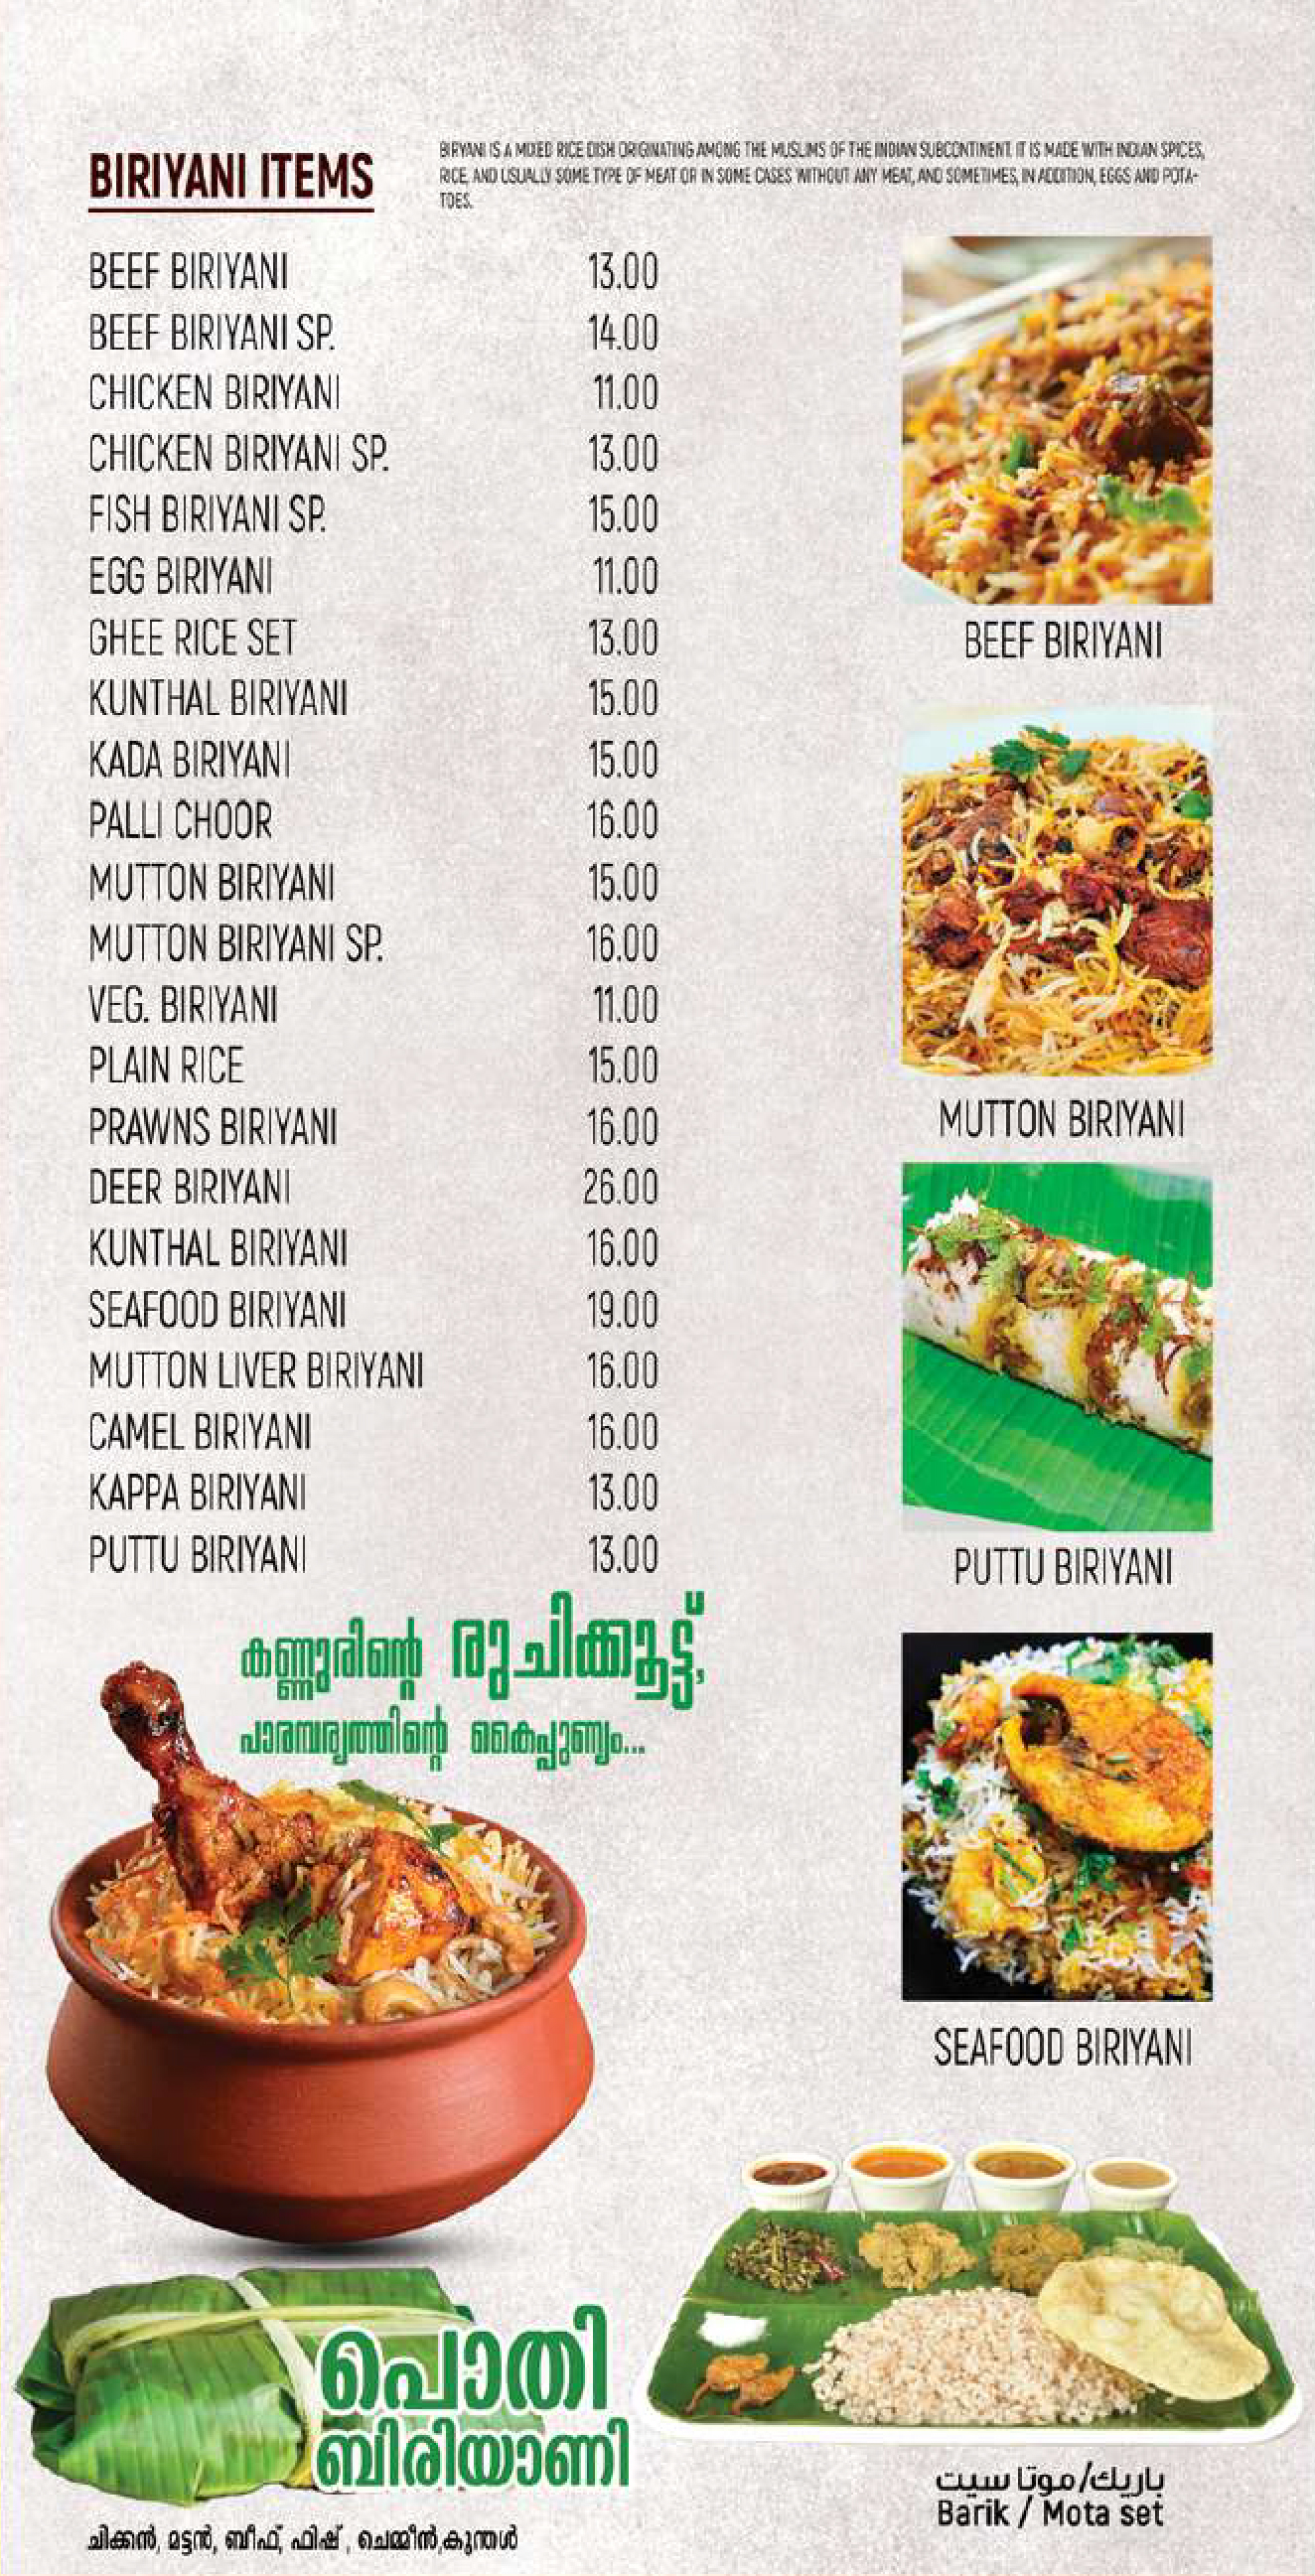 BIRIYANI ITEMS
BIRYANI IS A MIXED RICE DISH ORIGINATING AMONG THE MUSLIMS OF THE INDIAN SUBCONTINENT. IT IS MADE WITH INDIAN SPICES,
RICE, AND USUALLY SOME TYPE OF MEAT OR IN SOME CASES WITHOUT ANY MEAT, AND SOMETIMES, IN ADDITION, EGGS AND POTA-
TOES.
BEEF BIRIYANI 13.00
BEEF BIRIYANI SP. 14.00
CHICKEN BIRIYANI 11.00
CHICKEN BIRIYANI SP. 13.00
FISH BIRIYANI SP. 15.00
EGG BIRIYANI 11.00
GHEE RICE SET 13.00
KUNTHAL BIRIYANI 15.00
KADA BIRIYANI 15.00
PALLI CHOOR 16.00
MUTTON BIRIYANI 15.00
MUTTON BIRIYANI SP. 16.00
VEG. BIRIYANI 11.00
PLAIN RICE 15.00
PRAWNS BIRIYANI 16.00
DEER BIRIYANI 26.00
KUNTHAL BIRIYANI 16.00
SEAFOOD BIRIYANI 19.00
MUTTON LIVER BIRIYANI 16.00
CAMEL BIRIYANI 16.00
KAPPA BIRIYANI 13.00
PUTTU BIRIYANI 13.00
BEEF BIRIYANI
MUTTON BIRIYANI
PUTTU BIRIYANI
SEAFOOD BIRIYANI
കണ്ണൂരിന്റെ രുചിക്കൂട്ട്,
പാരമ്പര്യത്തിന്റെ കൈപ്പുണ്യം...
പൊതി
ബിരിയാണി
ചിക്കൻ, മട്ടൻ, ബീഫ്, ഫിഷ്, ചെമ്മീൻ,കൂന്തൾ
باريك/موتا سيت
Barik / Mota set